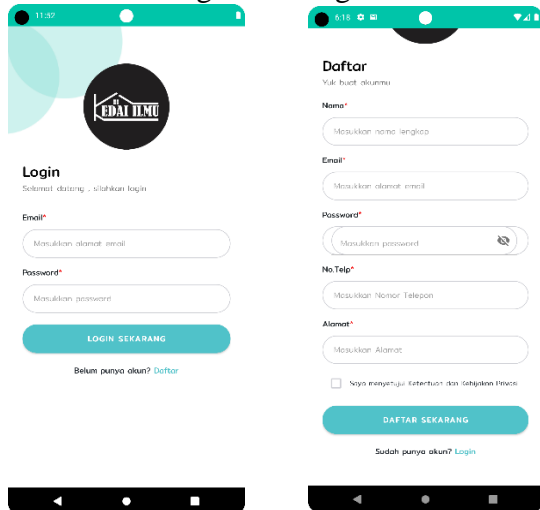 11:52
DI
KEDAI ILMU
Login
Selamat datang , silahkan login
Email*
Masukkan alamat email
Password*
Masukkan password
LOGIN SEKARANG
Belum punya akun? Daftar
6:18
Daftar
Yuk buat akunmu
Nama*
Masukkan nama lengkap
Email*
Masukkan alamat email
Password*
Masukkan password
No.Telp*
Masukkan Nomor Telepon
Alamat*
Masukkan Alamat
Saya menyetujui Ketentuan dan Kebijakan Privasi
DAFTAR SEKARANG
Sudah punya akun? Login